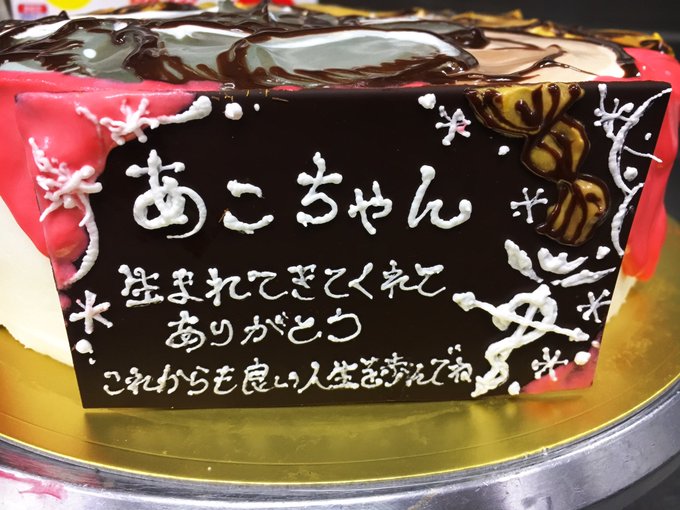 あこちゃん
生まれてきてくれて
ありがとう
これからも良い人生を歩んでね